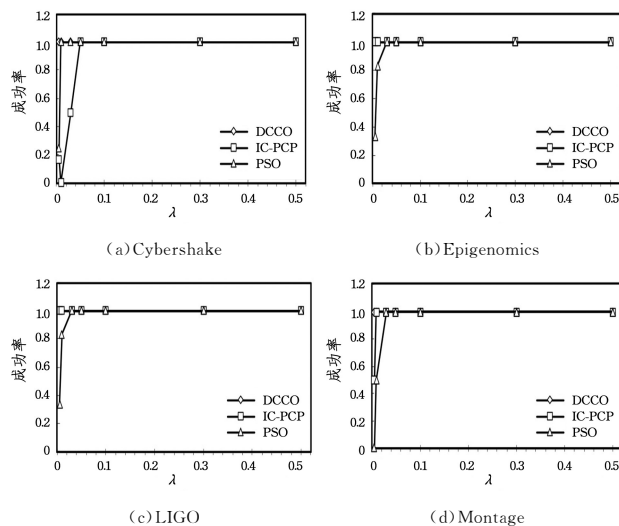 1.2
1.0
0.8
0.6
0.4
0.2
0
成功率
DCCO
IC-PCP
PSO
0 0.1 0.2 0.3 0.4 0.5
λ
(a)Cybershake
1.2
1.0
0.8
0.6
0.4
0.2
0
成功率
DCCO
IC-PCP
PSO
0 0.1 0.2 0.3 0.4 0.5
λ
(b)Epigenomics
1.2
1.0
0.8
0.6
0.4
0.2
0
成功率
DCCO
IC-PCP
PSO
0 0.1 0.2 0.3 0.4 0.5
λ
(c)LIGO
1.2
1.0
0.8
0.6
0.4
0.2
0
成功率
DCCO
IC-PCP
PSO
0 0.1 0.2 0.3 0.4 0.5
λ
(d)Montage